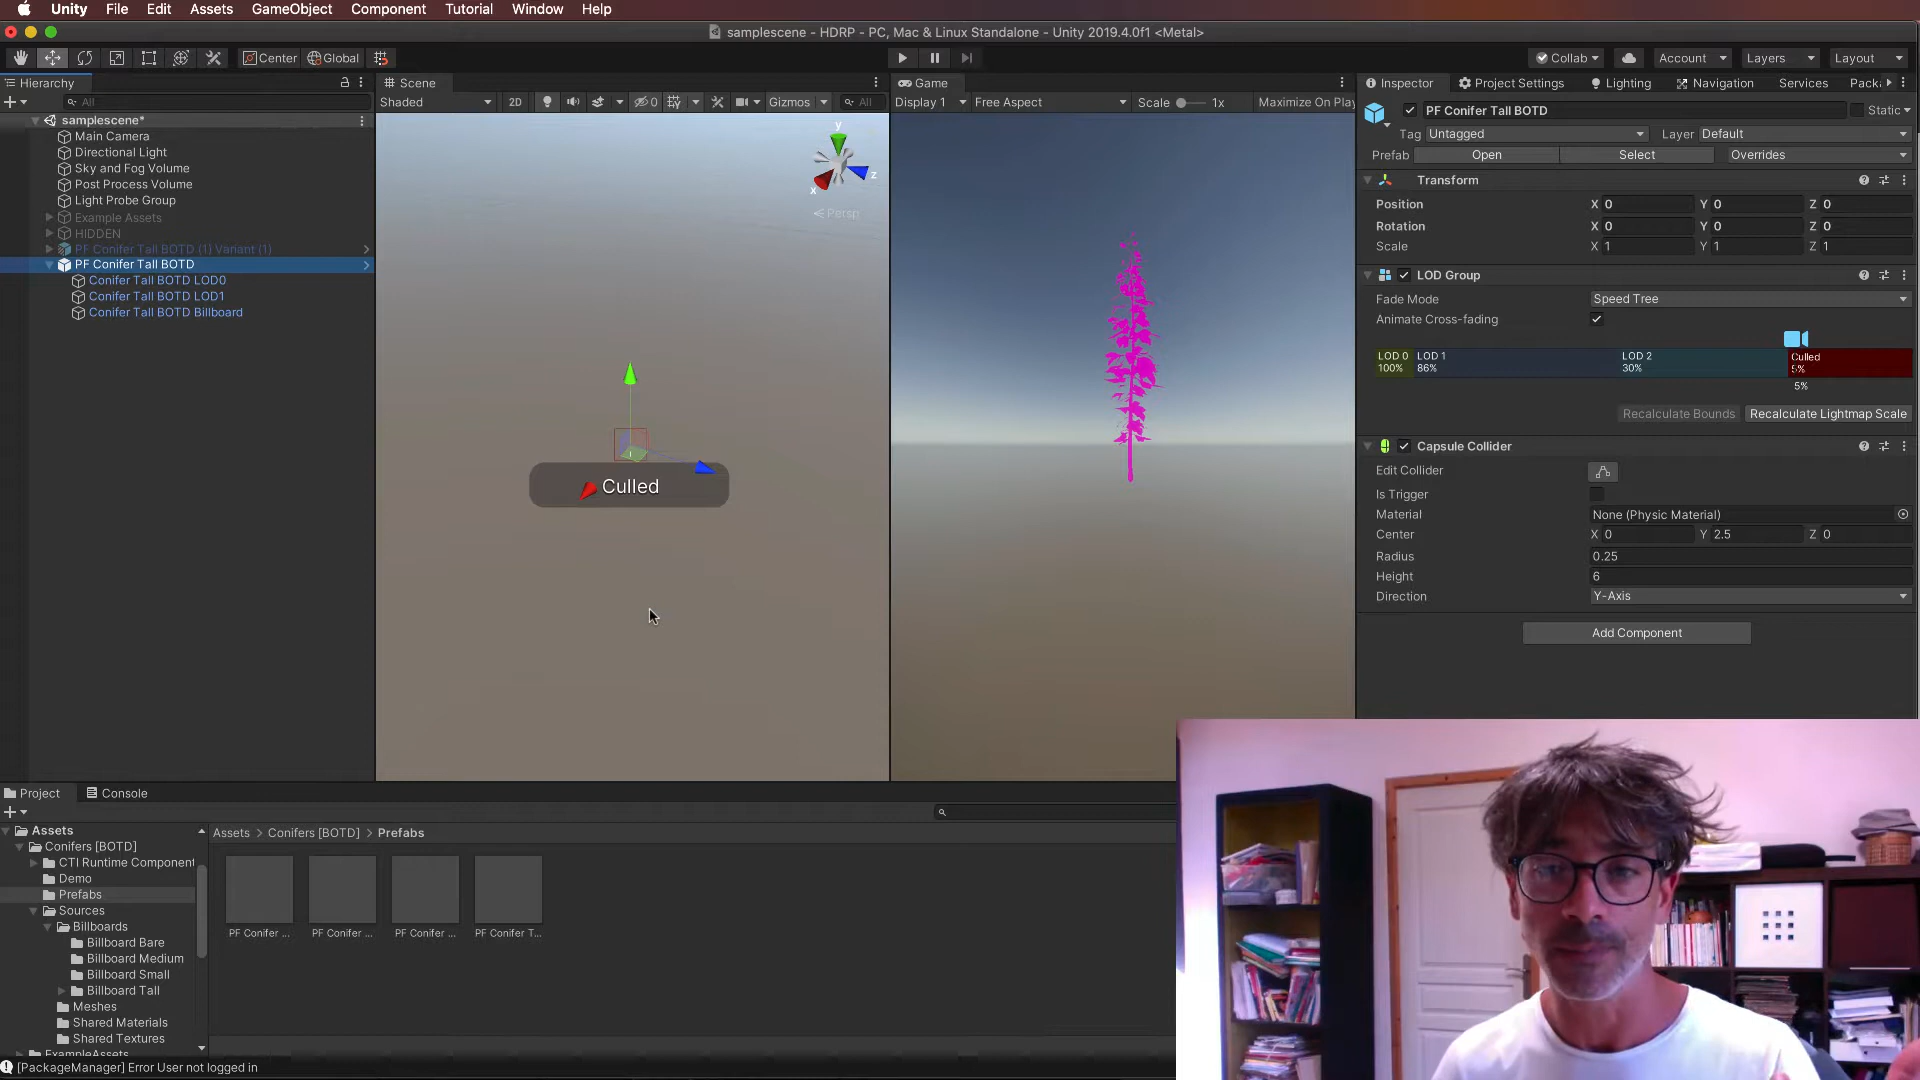 Unity File Edit Assets GameObject Component Tutorial Window Help
samplescene - HDRP - PC, Mac & Linux Standalone - Unity 2019.4.0f1 <Metal>
Center Global Collab Account Layers Layout
Hierarchy Scene Game Inspector Project Settings Lighting Navigation Services Pack
All Shaded 2D 0 Gizmos All Display 1 Free Aspect Scale 1x Maximize On Play
samplescene*
Main Camera
Directional Light
Sky and Fog Volume
Post Process Volume
Light Probe Group
Example Assets
HIDDEN
PF Conifer Tall BOTD (1) Variant (1)
PF Conifer Tall BOTD
Conifer Tall BOTD LOD0
Conifer Tall BOTD LOD1
Conifer Tall BOTD Billboard
y
x
z
Persp
Culled
PF Conifer Tall BOTD Static
Tag Untagged Layer Default
Prefab Open Select Overrides
Transform
Position X 0 Y 0 Z 0
Rotation X 0 Y 0 Z 0
Scale X 1 Y 1 Z 1
LOD Group
Fade Mode Speed Tree
Animate Cross-fading
LOD 0 LOD 1 LOD 2 Culled
100% 86% 30% 5%
5%
Recalculate Bounds Recalculate Lightmap Scale
Capsule Collider
Edit Collider
Is Trigger
Material None (Physic Material)
Center X 0 Y 2.5 Z 0
Radius 0.25
Height 6
Direction Y-Axis
Add Component
Project Console
Assets
Conifers [BOTD]
CTI Runtime Component
Demo
Prefabs
Sources
Billboards
Billboard Bare
Billboard Medium
Billboard Small
Billboard Tall
Meshes
Shared Materials
Shared Textures
ExampleAssets
Assets > Conifers [BOTD] > Prefabs
PF Conifer ... PF Conifer ... PF Conifer ... PF Conifer T...
[PackageManager] Error User not logged in